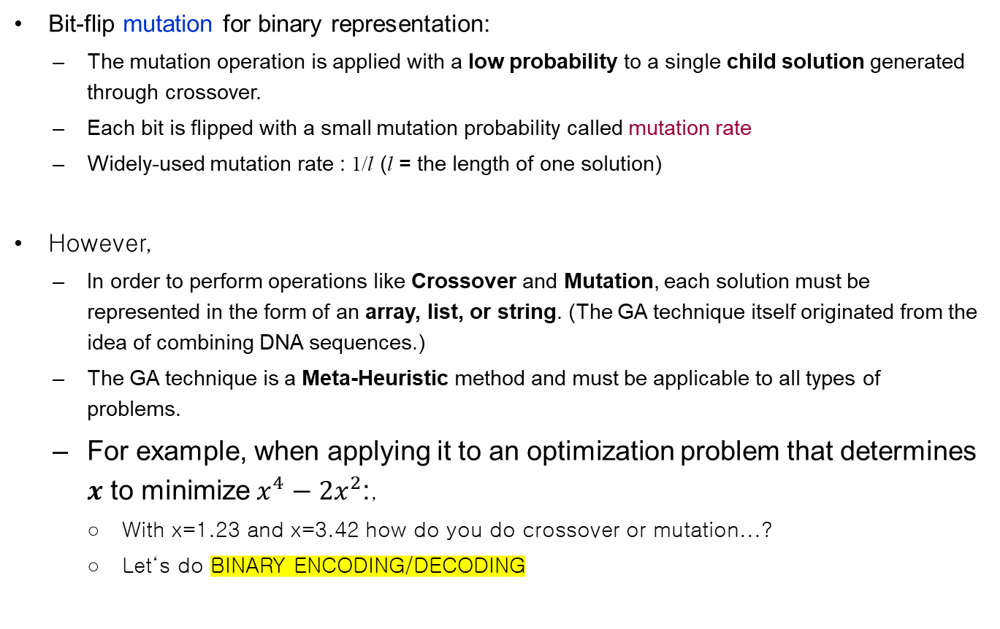 • Bit-flip mutation for binary representation:
– The mutation operation is applied with a low probability to a single child solution generated
through crossover.
– Each bit is flipped with a small mutation probability called mutation rate
– Widely-used mutation rate : 1/l (l = the length of one solution)
• However,
– In order to perform operations like Crossover and Mutation, each solution must be
represented in the form of an array, list, or string. (The GA technique itself originated from the
idea of combining DNA sequences.)
– The GA technique is a Meta-Heuristic method and must be applicable to all types of
problems.
– For example, when applying it to an optimization problem that determines
x to minimize x⁴ − 2x²:,
○ With x=1.23 and x=3.42 how do you do crossover or mutation...?
○ Let‘s do BINARY ENCODING/DECODING